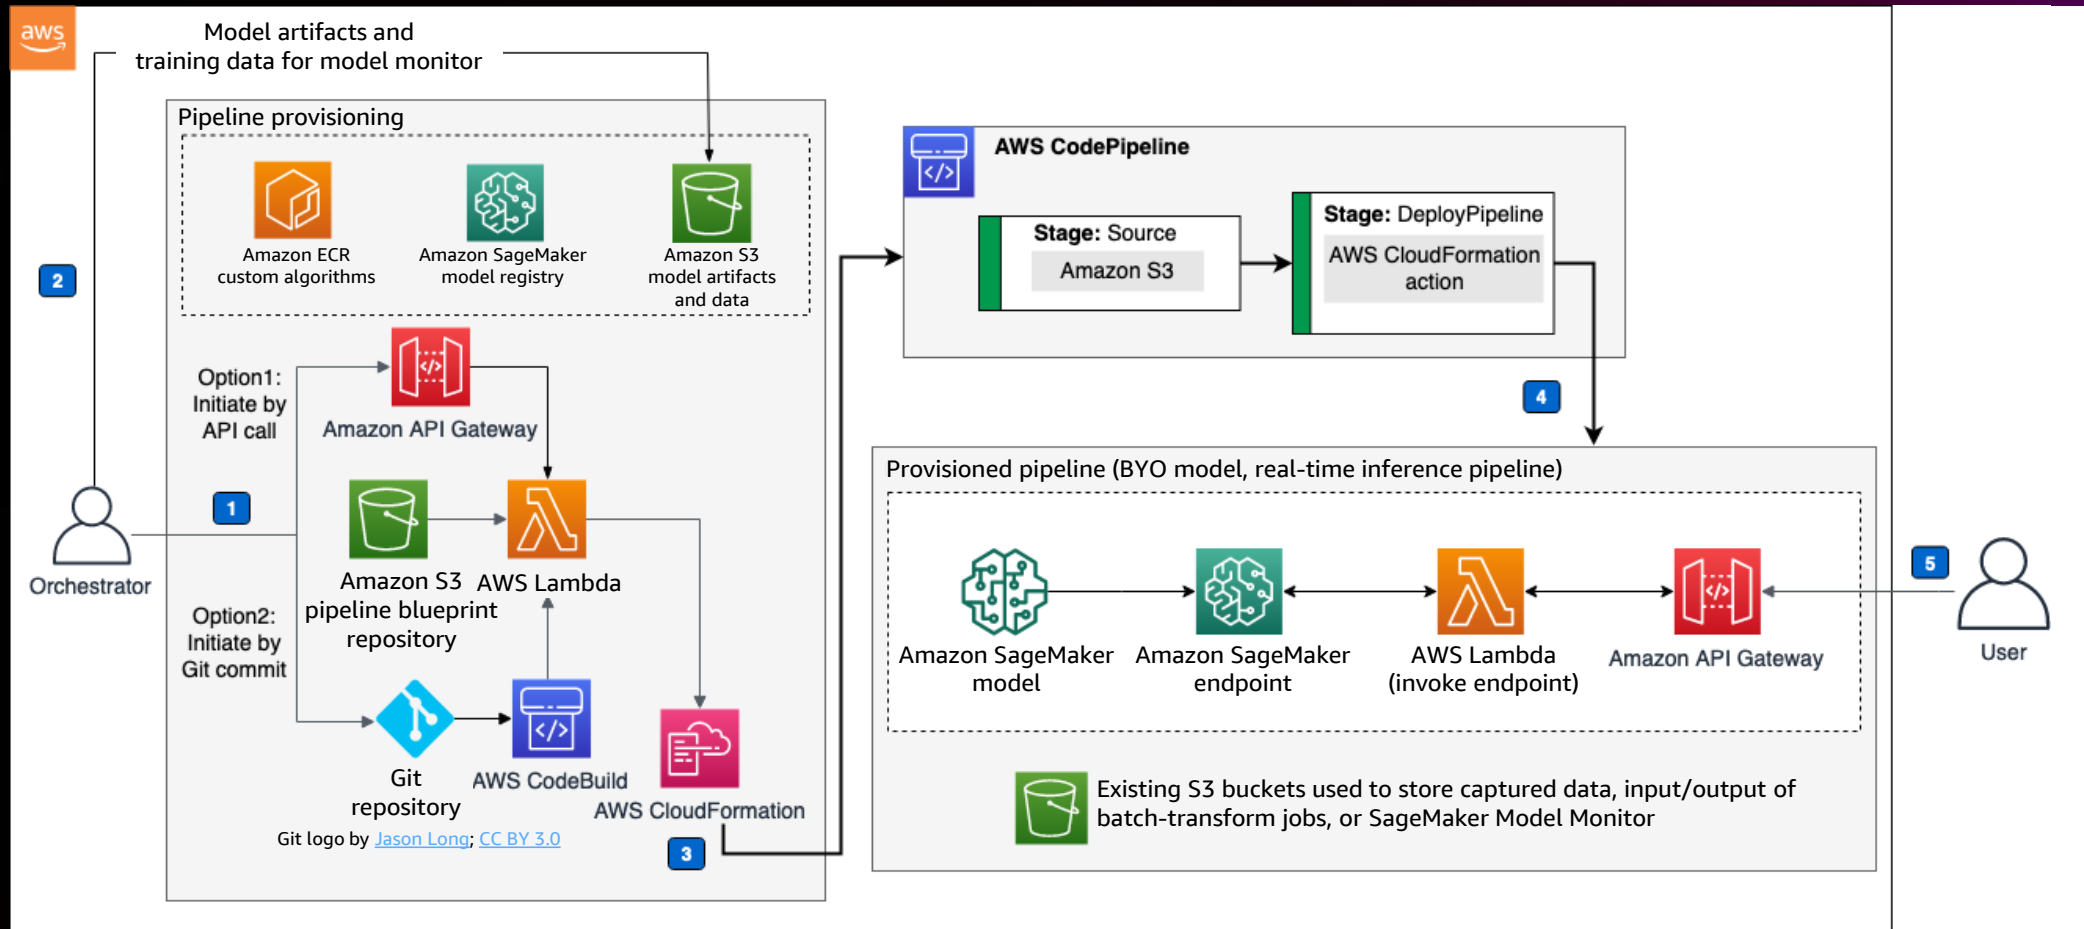 aws
Model artifacts and
training data for model monitor
Pipeline provisioning
Amazon ECR
custom algorithms
Amazon SageMaker
model registry
Amazon S3
model artifacts
and data
2
Option1:
Initiate by
API call
Amazon API Gateway
1
Orchestrator
Amazon S3
pipeline blueprint
repository
AWS Lambda
Option2:
Initiate by
Git commit
Git
repository
AWS CodeBuild
AWS CloudFormation
Git logo by Jason Long; CC BY 3.0
3
AWS CodePipeline
Stage: Source
Amazon S3
Stage: DeployPipeline
AWS CloudFormation
action
4
Provisioned pipeline (BYO model, real-time inference pipeline)
Amazon SageMaker
model
Amazon SageMaker
endpoint
AWS Lambda
(invoke endpoint)
Amazon API Gateway
5
User
Existing S3 buckets used to store captured data, input/output of
batch-transform jobs, or SageMaker Model Monitor